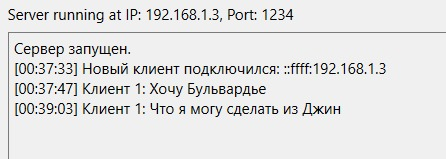 Server running at IP: 192.168.1.3, Port: 1234
Сервер запущен.
[00:37:33] Новый клиент подключился: ::ffff:192.168.1.3
[00:37:47] Клиент 1: Хочу Бульвардье
[00:39:03] Клиент 1: Что я могу сделать из Джин